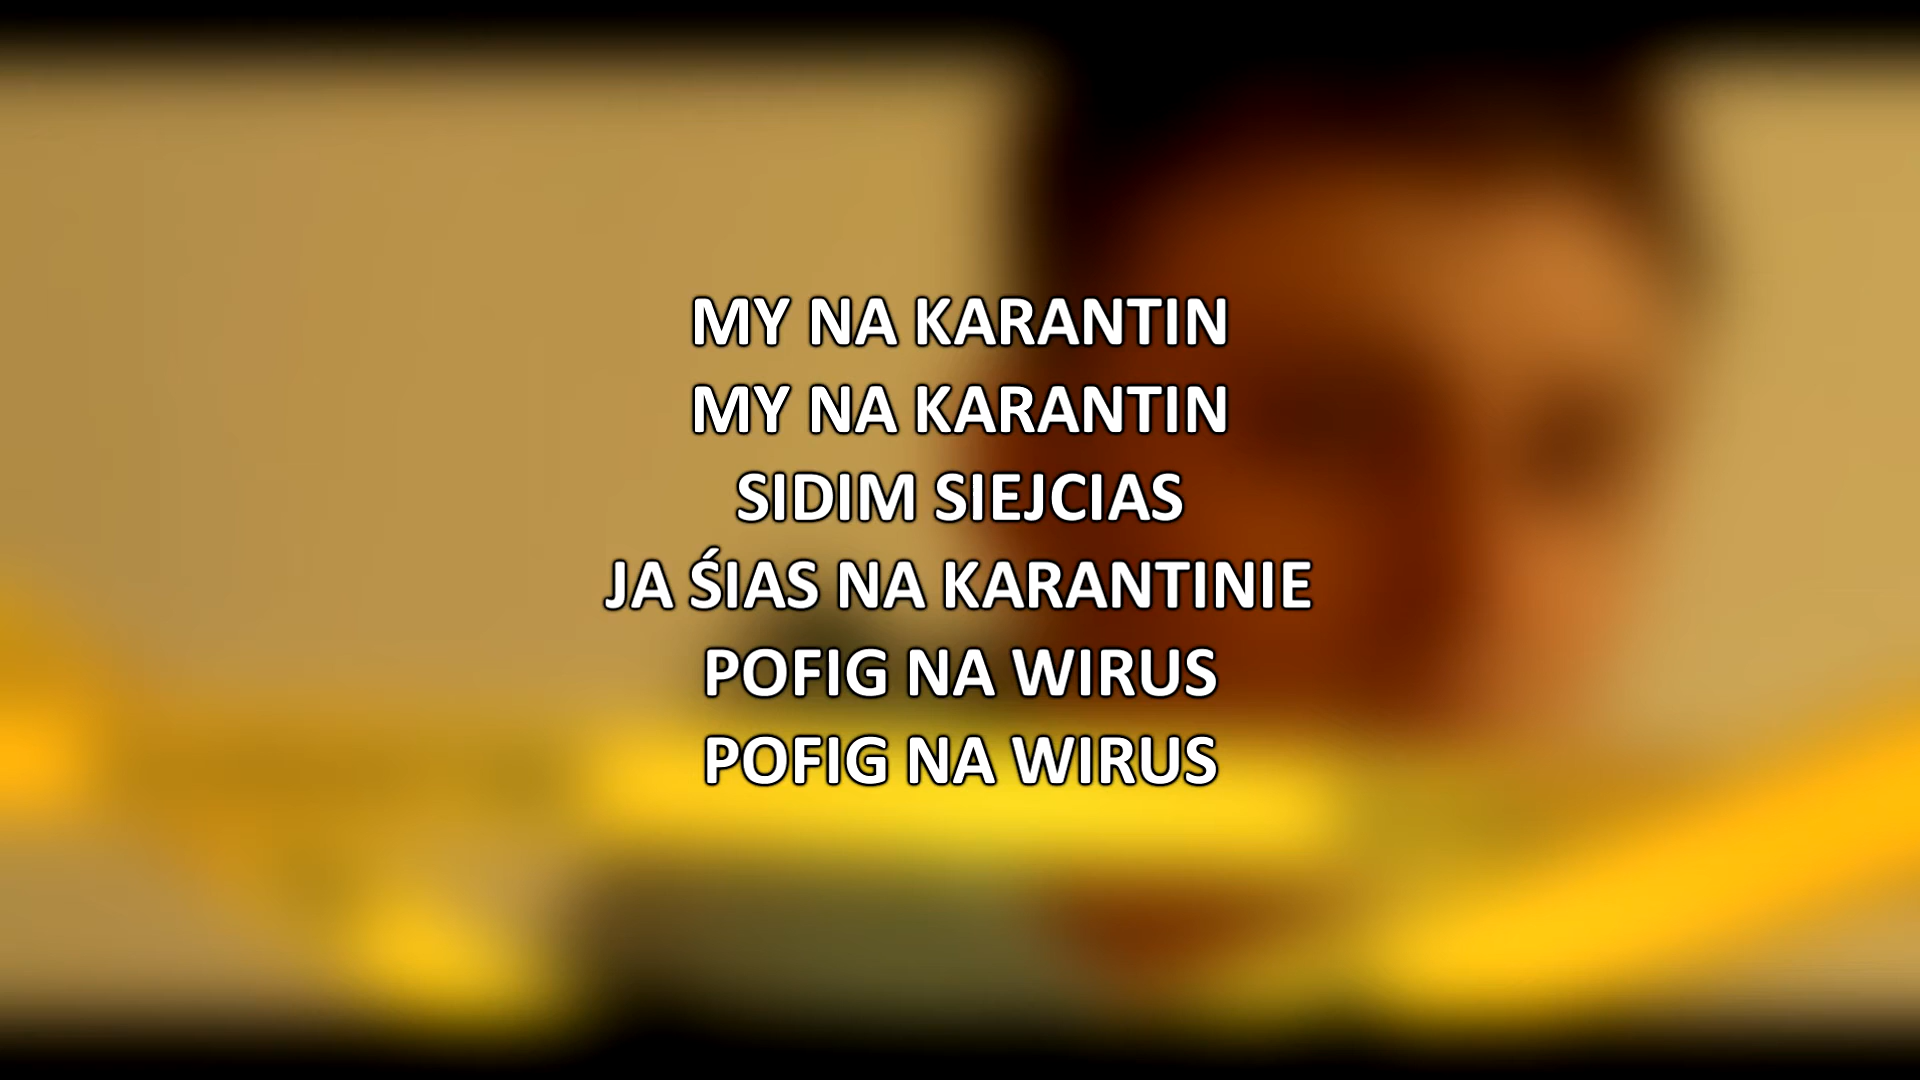 MY NA KARANTIN
MY NA KARANTIN
SIDIM SIEJCIAS
JA ŚIAS NA KARANTINIE
POFIG NA WIRUS
POFIG NA WIRUS